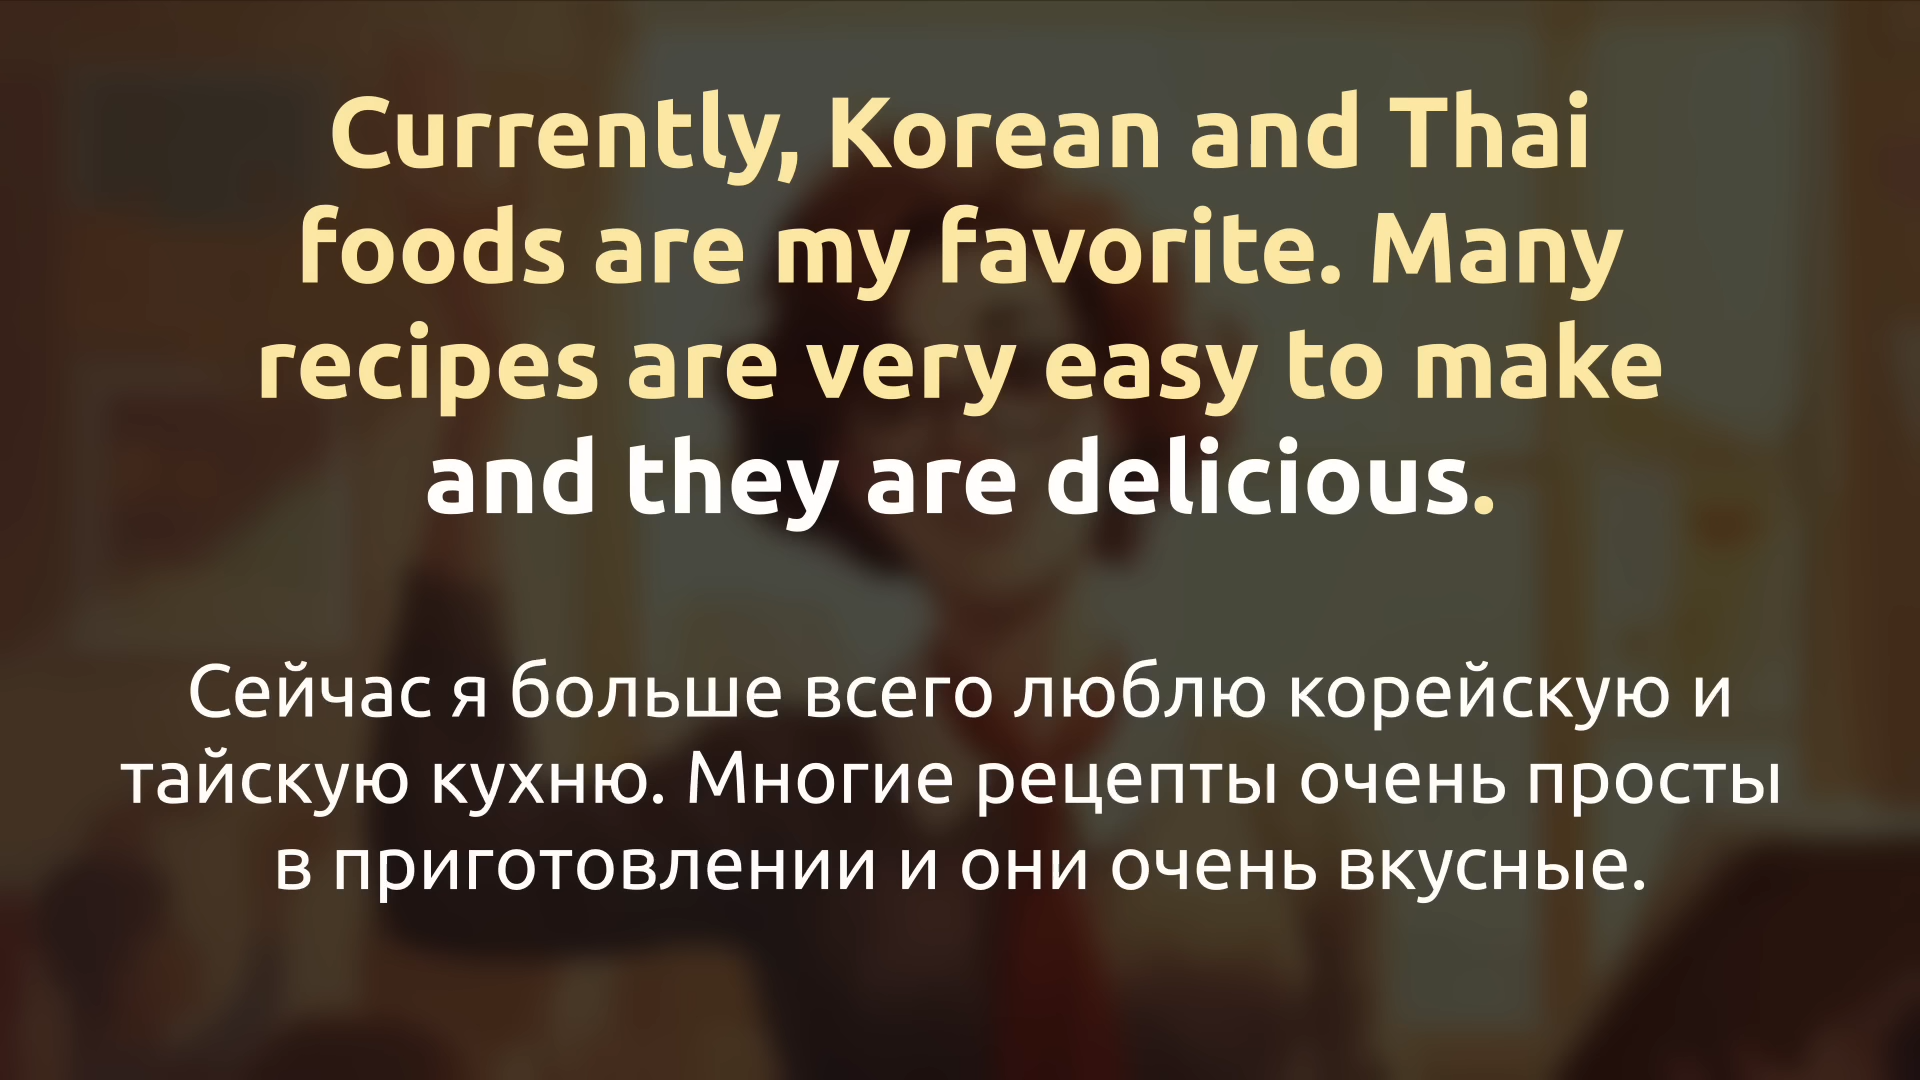 Currently, Korean and Thai
foods are my favorite. Many
recipes are very easy to make
and they are delicious.
Сейчас я больше всего люблю корейскую и
тайскую кухню. Многие рецепты очень просты
в приготовлении и они очень вкусные.